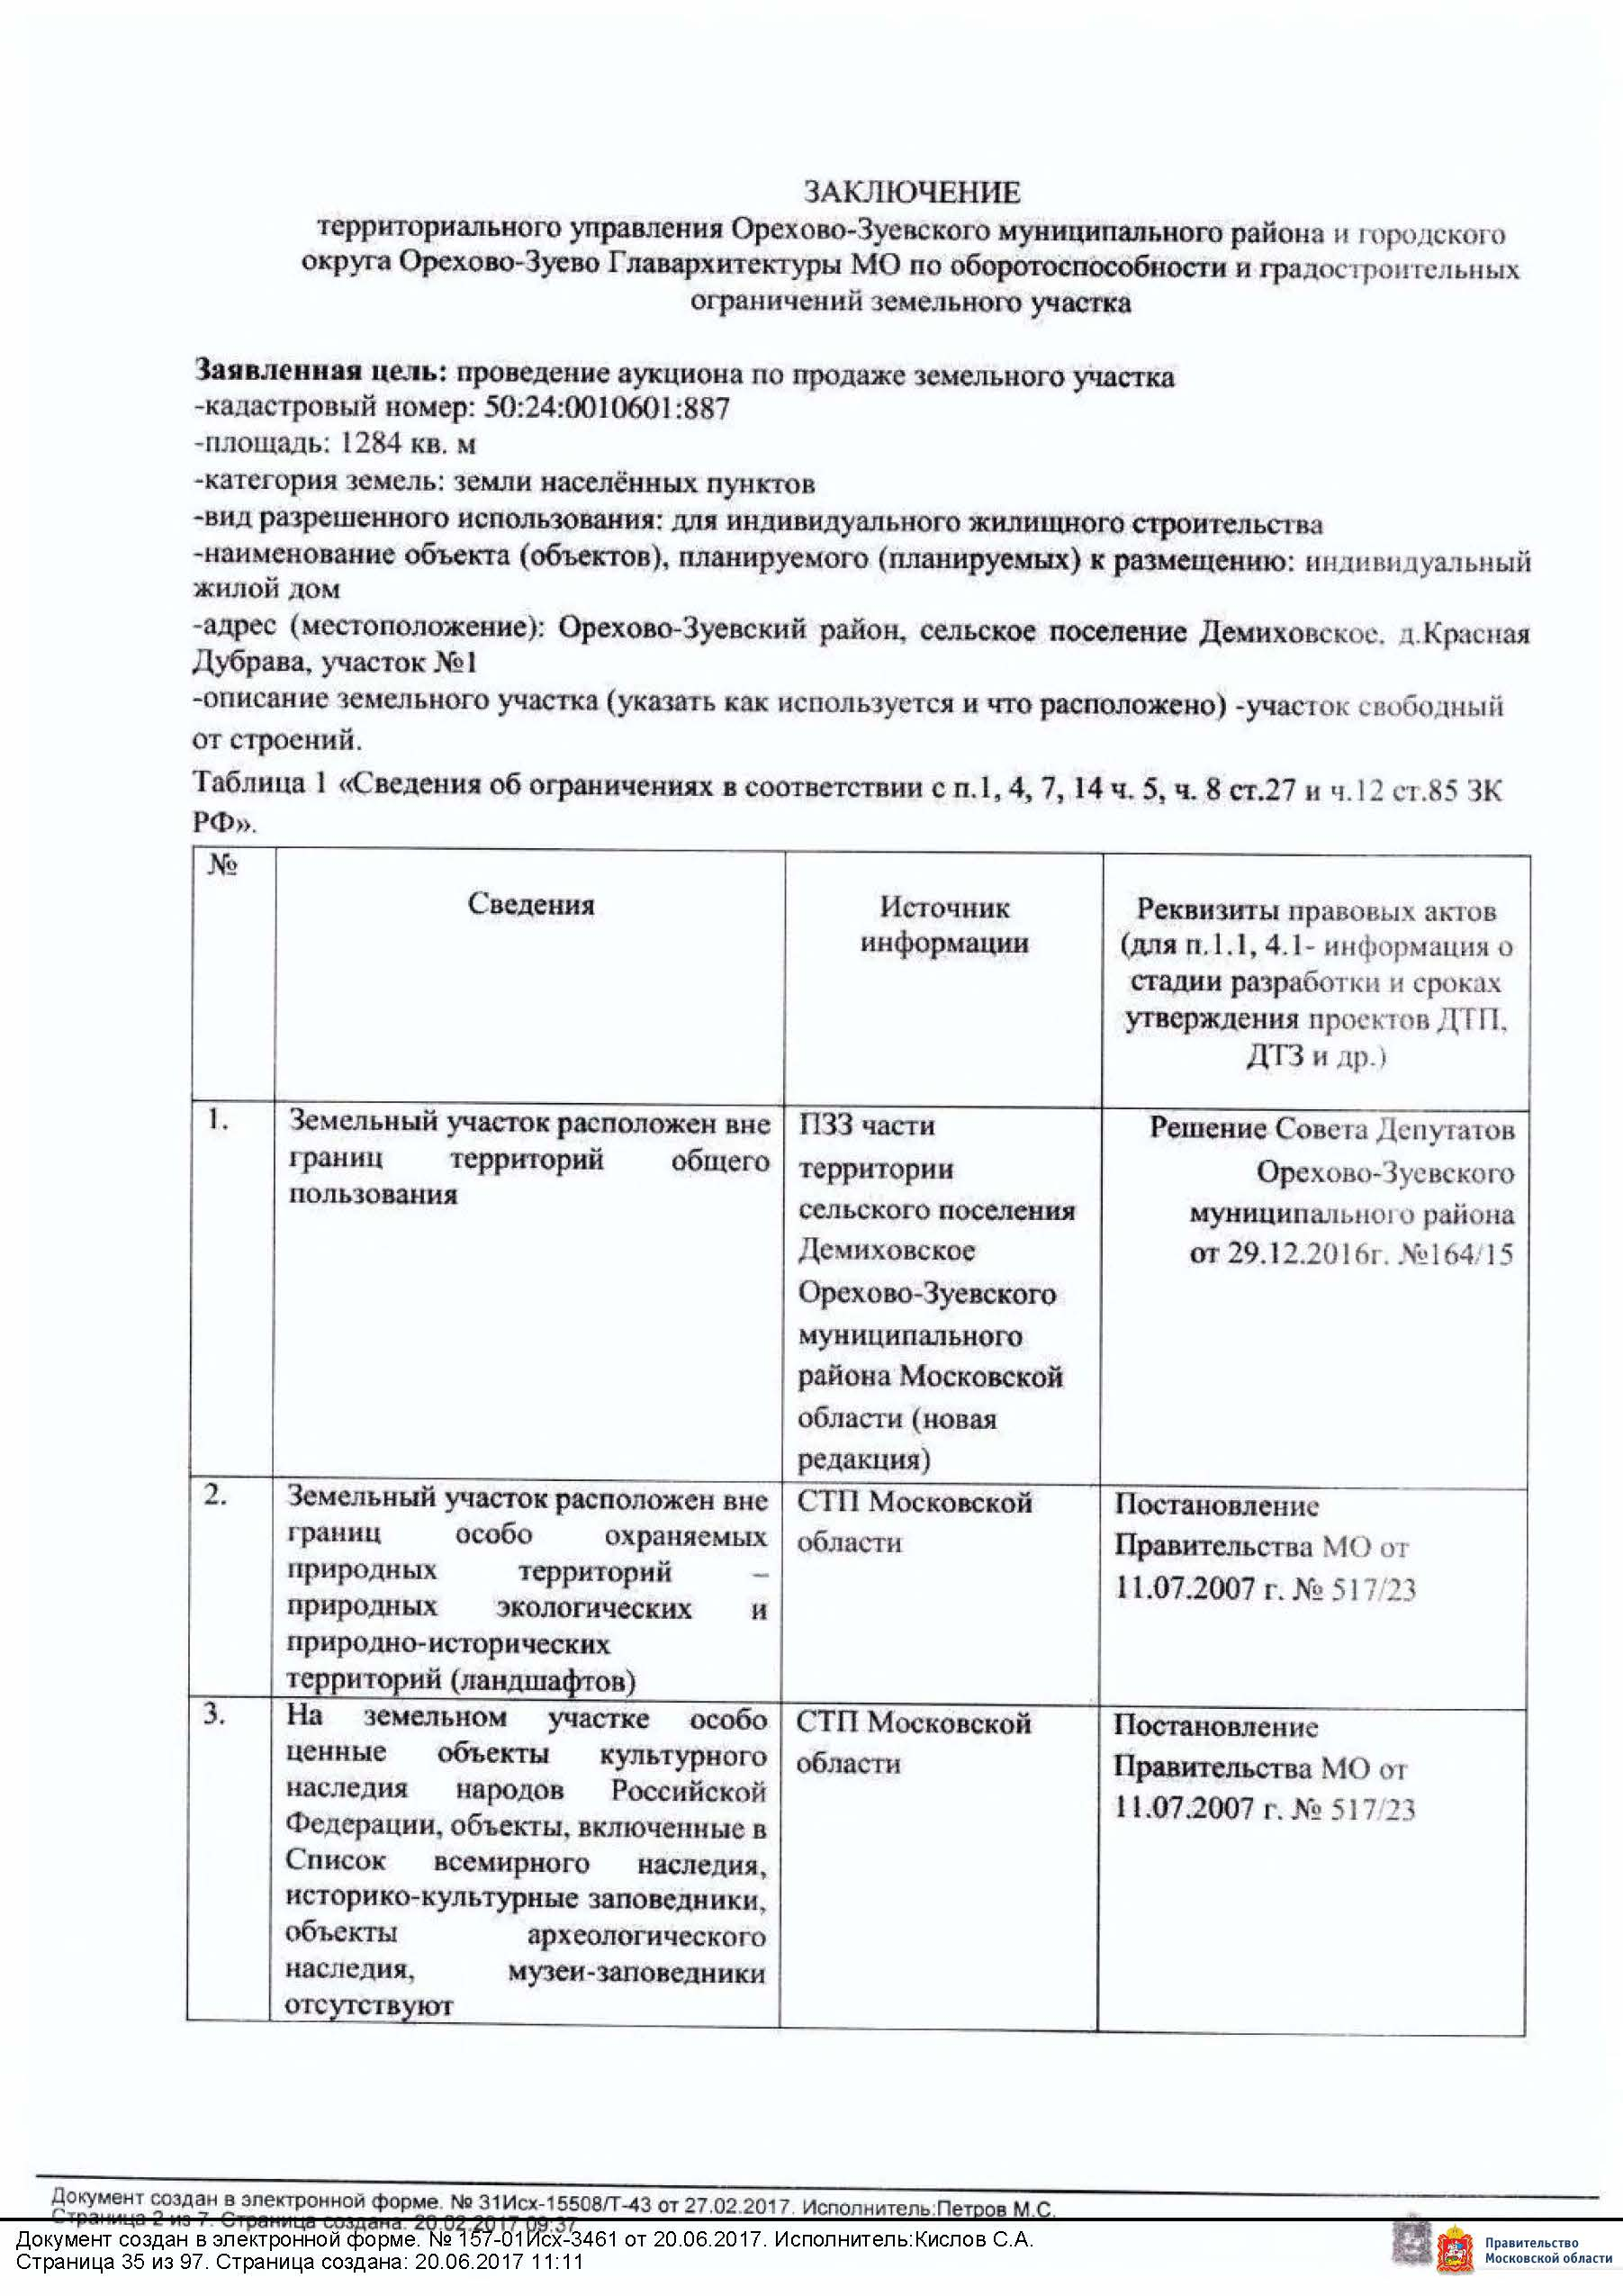 ЗАКЛЮЧЕНИЕ
территориального управления Орехово-Зуевского муниципального района и городского
округа Орехово-Зуево Главархитектуры МО по оборотоспособности и градостроительных
ограничений земельного участка
Заявленная цель: проведение аукциона по продаже земельного участка
-кадастровый номер: 50:24:0010601:887
-площадь: 1284 кв. м
-категория земель: земли населённых пунктов
-вид разрешенного использования: для индивидуального жилищного строительства
-наименование объекта (объектов), планируемого (планируемых) к размещению: индивидуальный
жилой дом
-адрес (местоположение): Орехово-Зуевский район, сельское поселение Демиховское, д.Красная
Дубрава, участок №1
-описание земельного участка (указать как используется и что расположено) -участок свободный
от строений.
Таблица 1 «Сведения об ограничениях в соответствии с п.1, 4, 7, 14 ч. 5, ч. 8 ст.27 и ч.12 ст.85 ЗК
РФ».
№
Сведения
Источник
информации
Реквизиты правовых актов
(для п.1.1, 4.1- информация о
стадии разработки и сроках
утверждения проектов ДТП,
ДТЗ и др.)
1.
Земельный участок расположен вне
границ территорий общего
пользования
ПЗЗ части
территории
сельского поселения
Демиховское
Орехово-Зуевского
муниципального
района Московской
области (новая
редакция)
Решение Совета Депутатов
Орехово-Зуевского
муниципального района
от 29.12.2016г. №164/15
2.
Земельный участок расположен вне
границ особо охраняемых
природных территорий –
природных экологических и
природно-исторических
территорий (ландшафтов)
СТП Московской
области
Постановление
Правительства МО от
11.07.2007 г. № 517/23
3.
На земельном участке особо
ценные объекты культурного
наследия народов Российской
Федерации, объекты, включенные в
Список всемирного наследия,
историко-культурные заповедники,
объекты археологического
наследия, музеи-заповедники
отсутствуют
СТП Московской
области
Постановление
Правительства МО от
11.07.2007 г. № 517/23
Документ создан в электронной форме. № 31Исх-15508/Т-43 от 27.02.2017. Исполнитель:Петров М.С.
Страница 2 из 7. Страница создана: 20.02.2017 09:37
Документ создан в электронной форме. № 157-01Исх-3461 от 20.06.2017. Исполнитель:Кислов С.А.
Страница 35 из 97. Страница создана: 20.06.2017 11:11
Правительство
Московской области